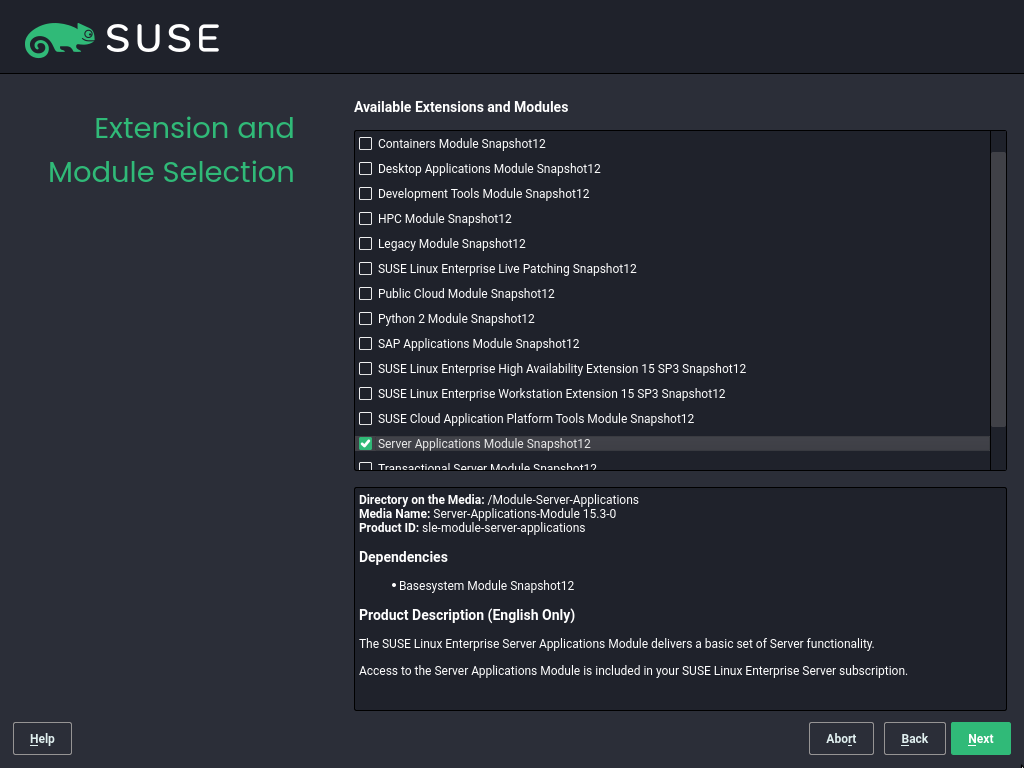 SUSE
Extension and
Module Selection
Available Extensions and Modules
Containers Module Snapshot12
Desktop Applications Module Snapshot12
Development Tools Module Snapshot12
HPC Module Snapshot12
Legacy Module Snapshot12
SUSE Linux Enterprise Live Patching Snapshot12
Public Cloud Module Snapshot12
Python 2 Module Snapshot12
SAP Applications Module Snapshot12
SUSE Linux Enterprise High Availability Extension 15 SP3 Snapshot12
SUSE Linux Enterprise Workstation Extension 15 SP3 Snapshot12
SUSE Cloud Application Platform Tools Module Snapshot12
Server Applications Module Snapshot12
Transactional Server Module Snapshot12
Directory on the Media: /Module-Server-Applications
Media Name: Server-Applications-Module 15.3-0
Product ID: sle-module-server-applications
Dependencies
• Basesystem Module Snapshot12
Product Description (English Only)
The SUSE Linux Enterprise Server Applications Module delivers a basic set of Server functionality.
Access to the Server Applications Module is included in your SUSE Linux Enterprise Server subscription.
Help
Abort
Back
Next